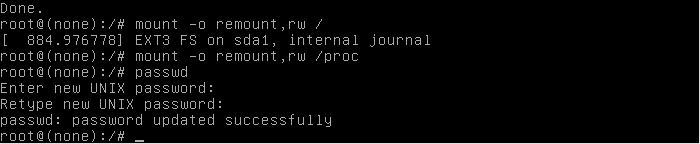 Done.
root@(none):/# mount -o remount,rw /
[  884.976778] EXT3 FS on sda1, internal journal
root@(none):/# mount -o remount,rw /proc
root@(none):/# passwd
Enter new UNIX password:
Retype new UNIX password:
passwd: password updated successfully
root@(none):/# _